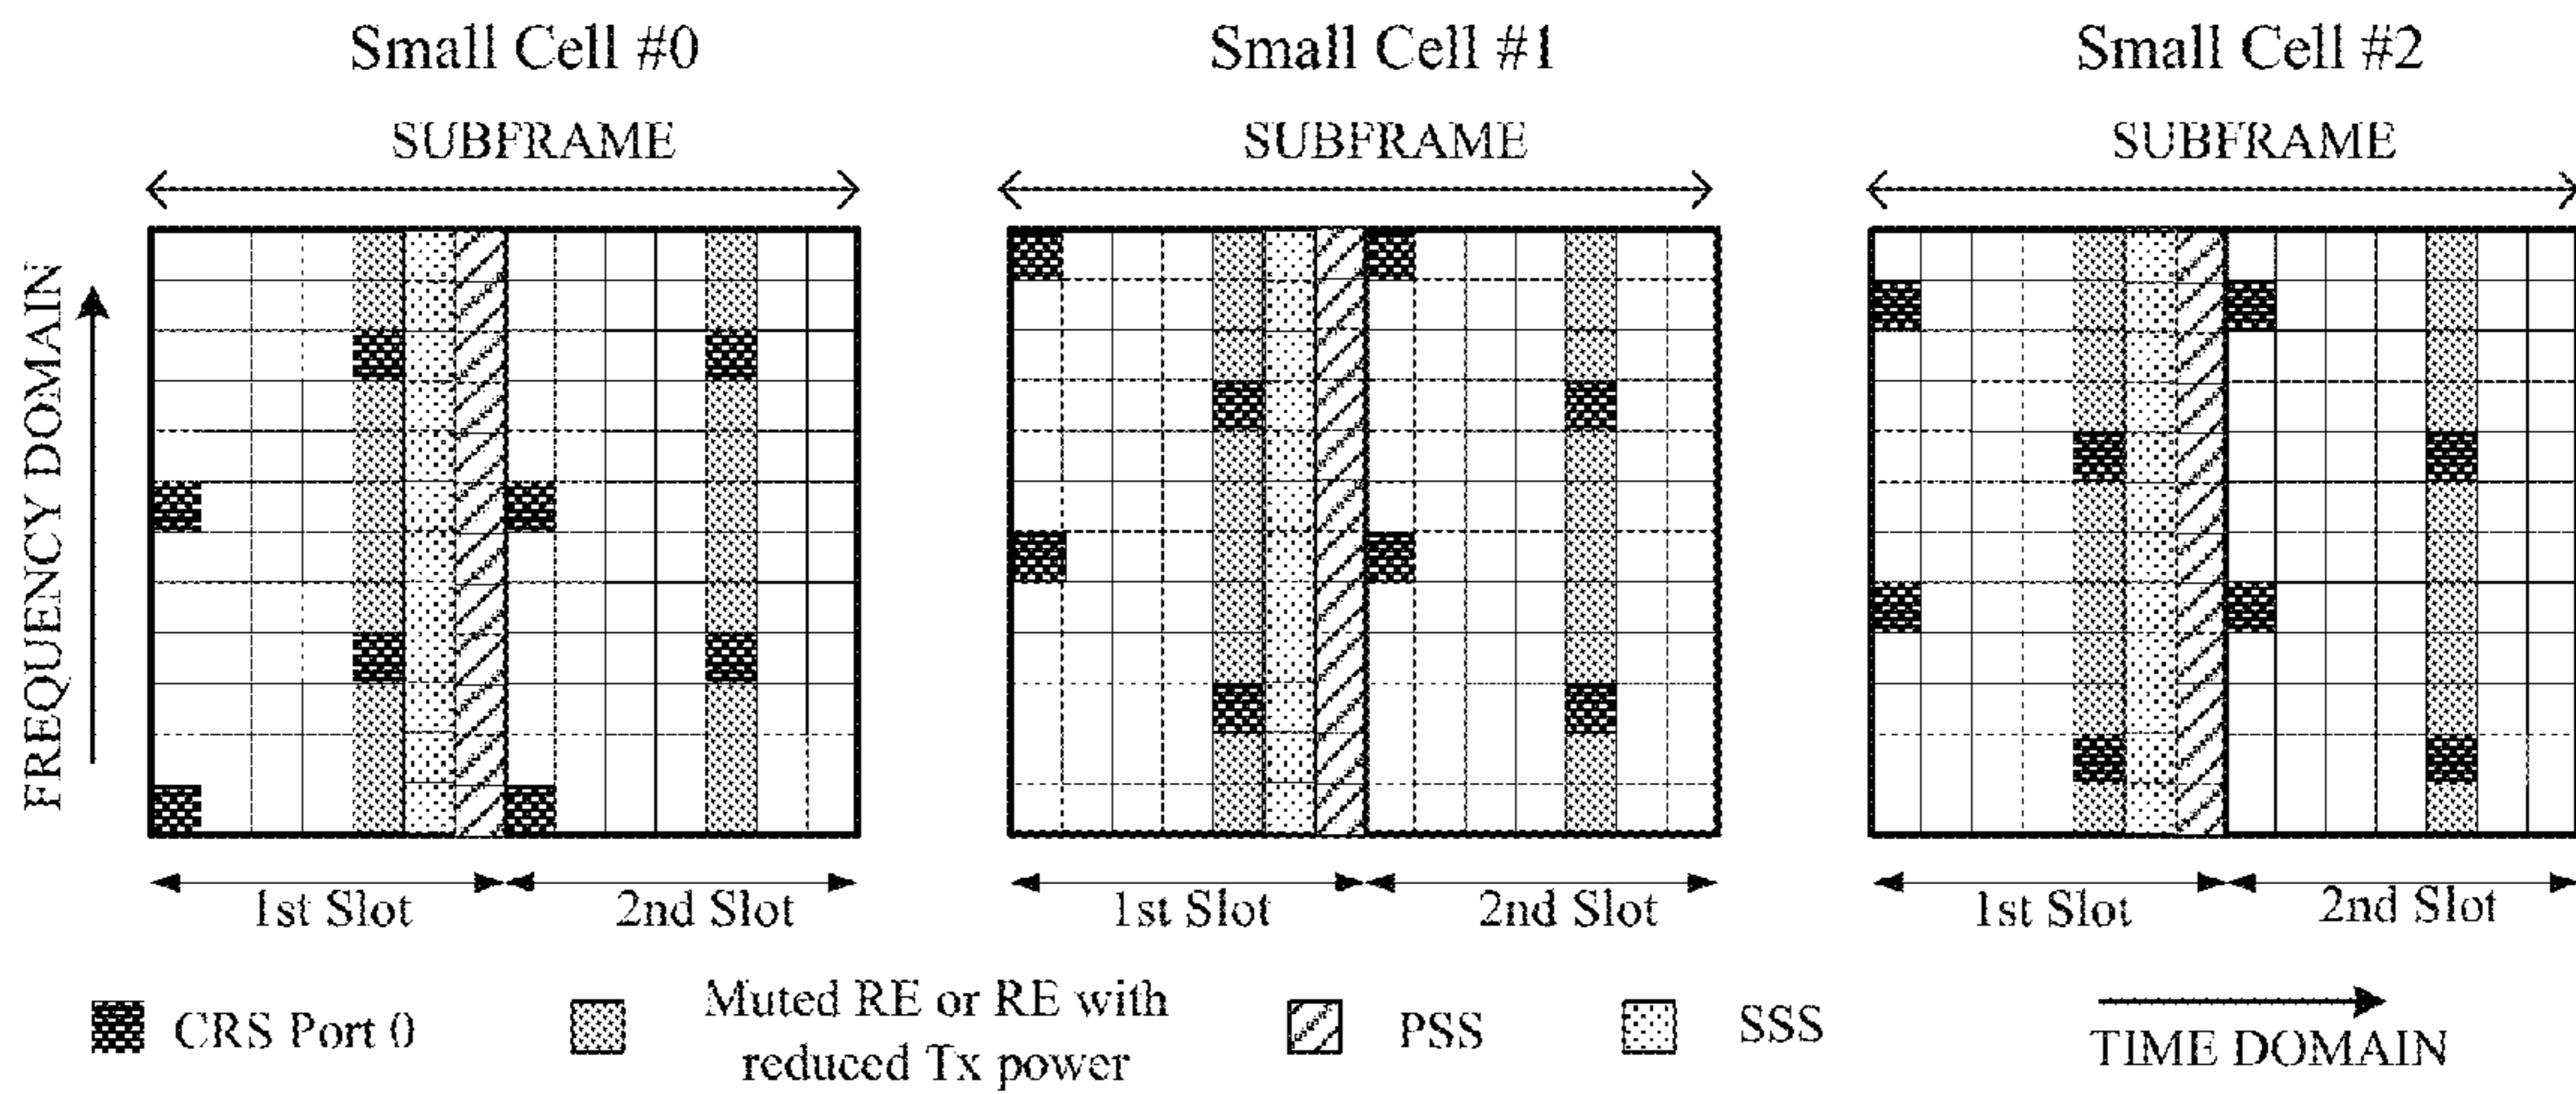 Small Cell #0
Small Cell #1
Small Cell #2
SUBFRAME
SUBFRAME
SUBFRAME
FREQUENCY DOMAIN
1st Slot
2nd Slot
1st Slot
2nd Slot
1st Slot
2nd Slot
CRS Port 0
Muted RE or RE with
reduced Tx power
PSS
SSS
TIME DOMAIN